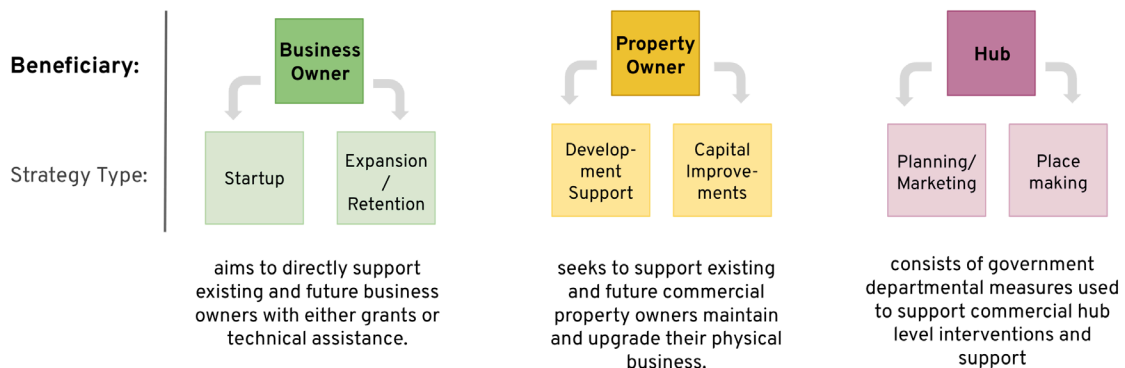 Beneficiary:
Business
Owner
Property
Owner
Hub
Strategy Type:
Startup
Expansion
/
Retention
Develop-
ment
Support
Capital
Improve-
ments
Planning/
Marketing
Place
making
aims to directly support
existing and future business
owners with either grants or
technical assistance.
seeks to support existing
and future commercial
property owners maintain
and upgrade their physical
business.
consists of government
departmental measures used
to support commercial hub
level interventions and
support